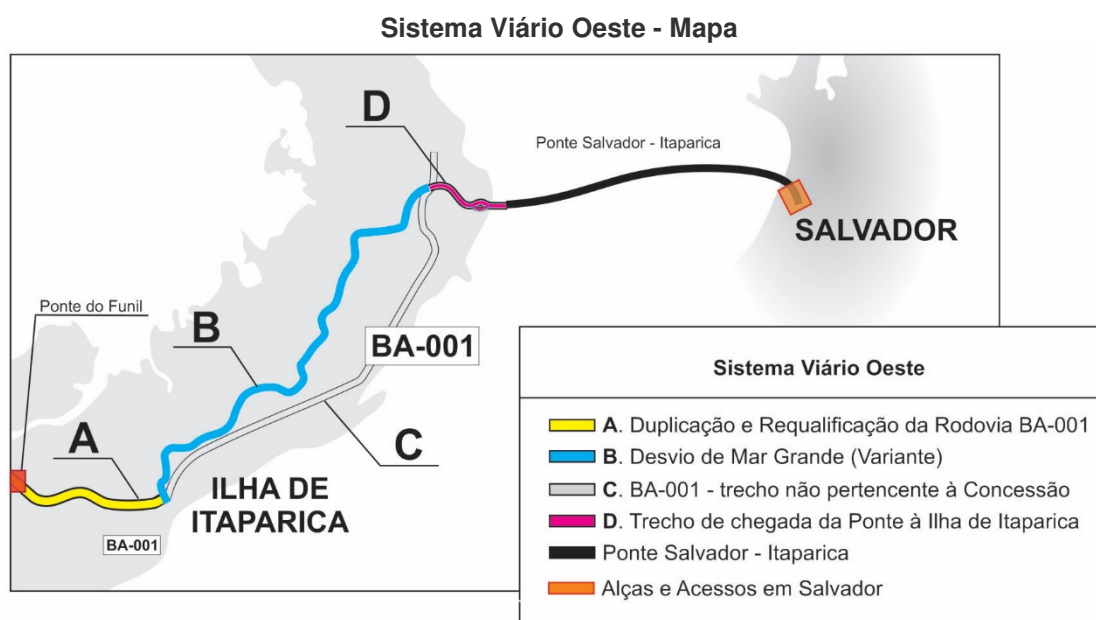 Sistema Viário Oeste - Mapa
D
Ponte Salvador - Itaparica
SALVADOR
Ponte do Funil
B
BA-001
A
C
ILHA DE
ITAPARICA
BA-001
Sistema Viário Oeste
A. Duplicação e Requalificação da Rodovia BA-001
B. Desvio de Mar Grande (Variante)
C. BA-001 - trecho não pertencente à Concessão
D. Trecho de chegada da Ponte à Ilha de Itaparica
Ponte Salvador - Itaparica
Alças e Acessos em Salvador